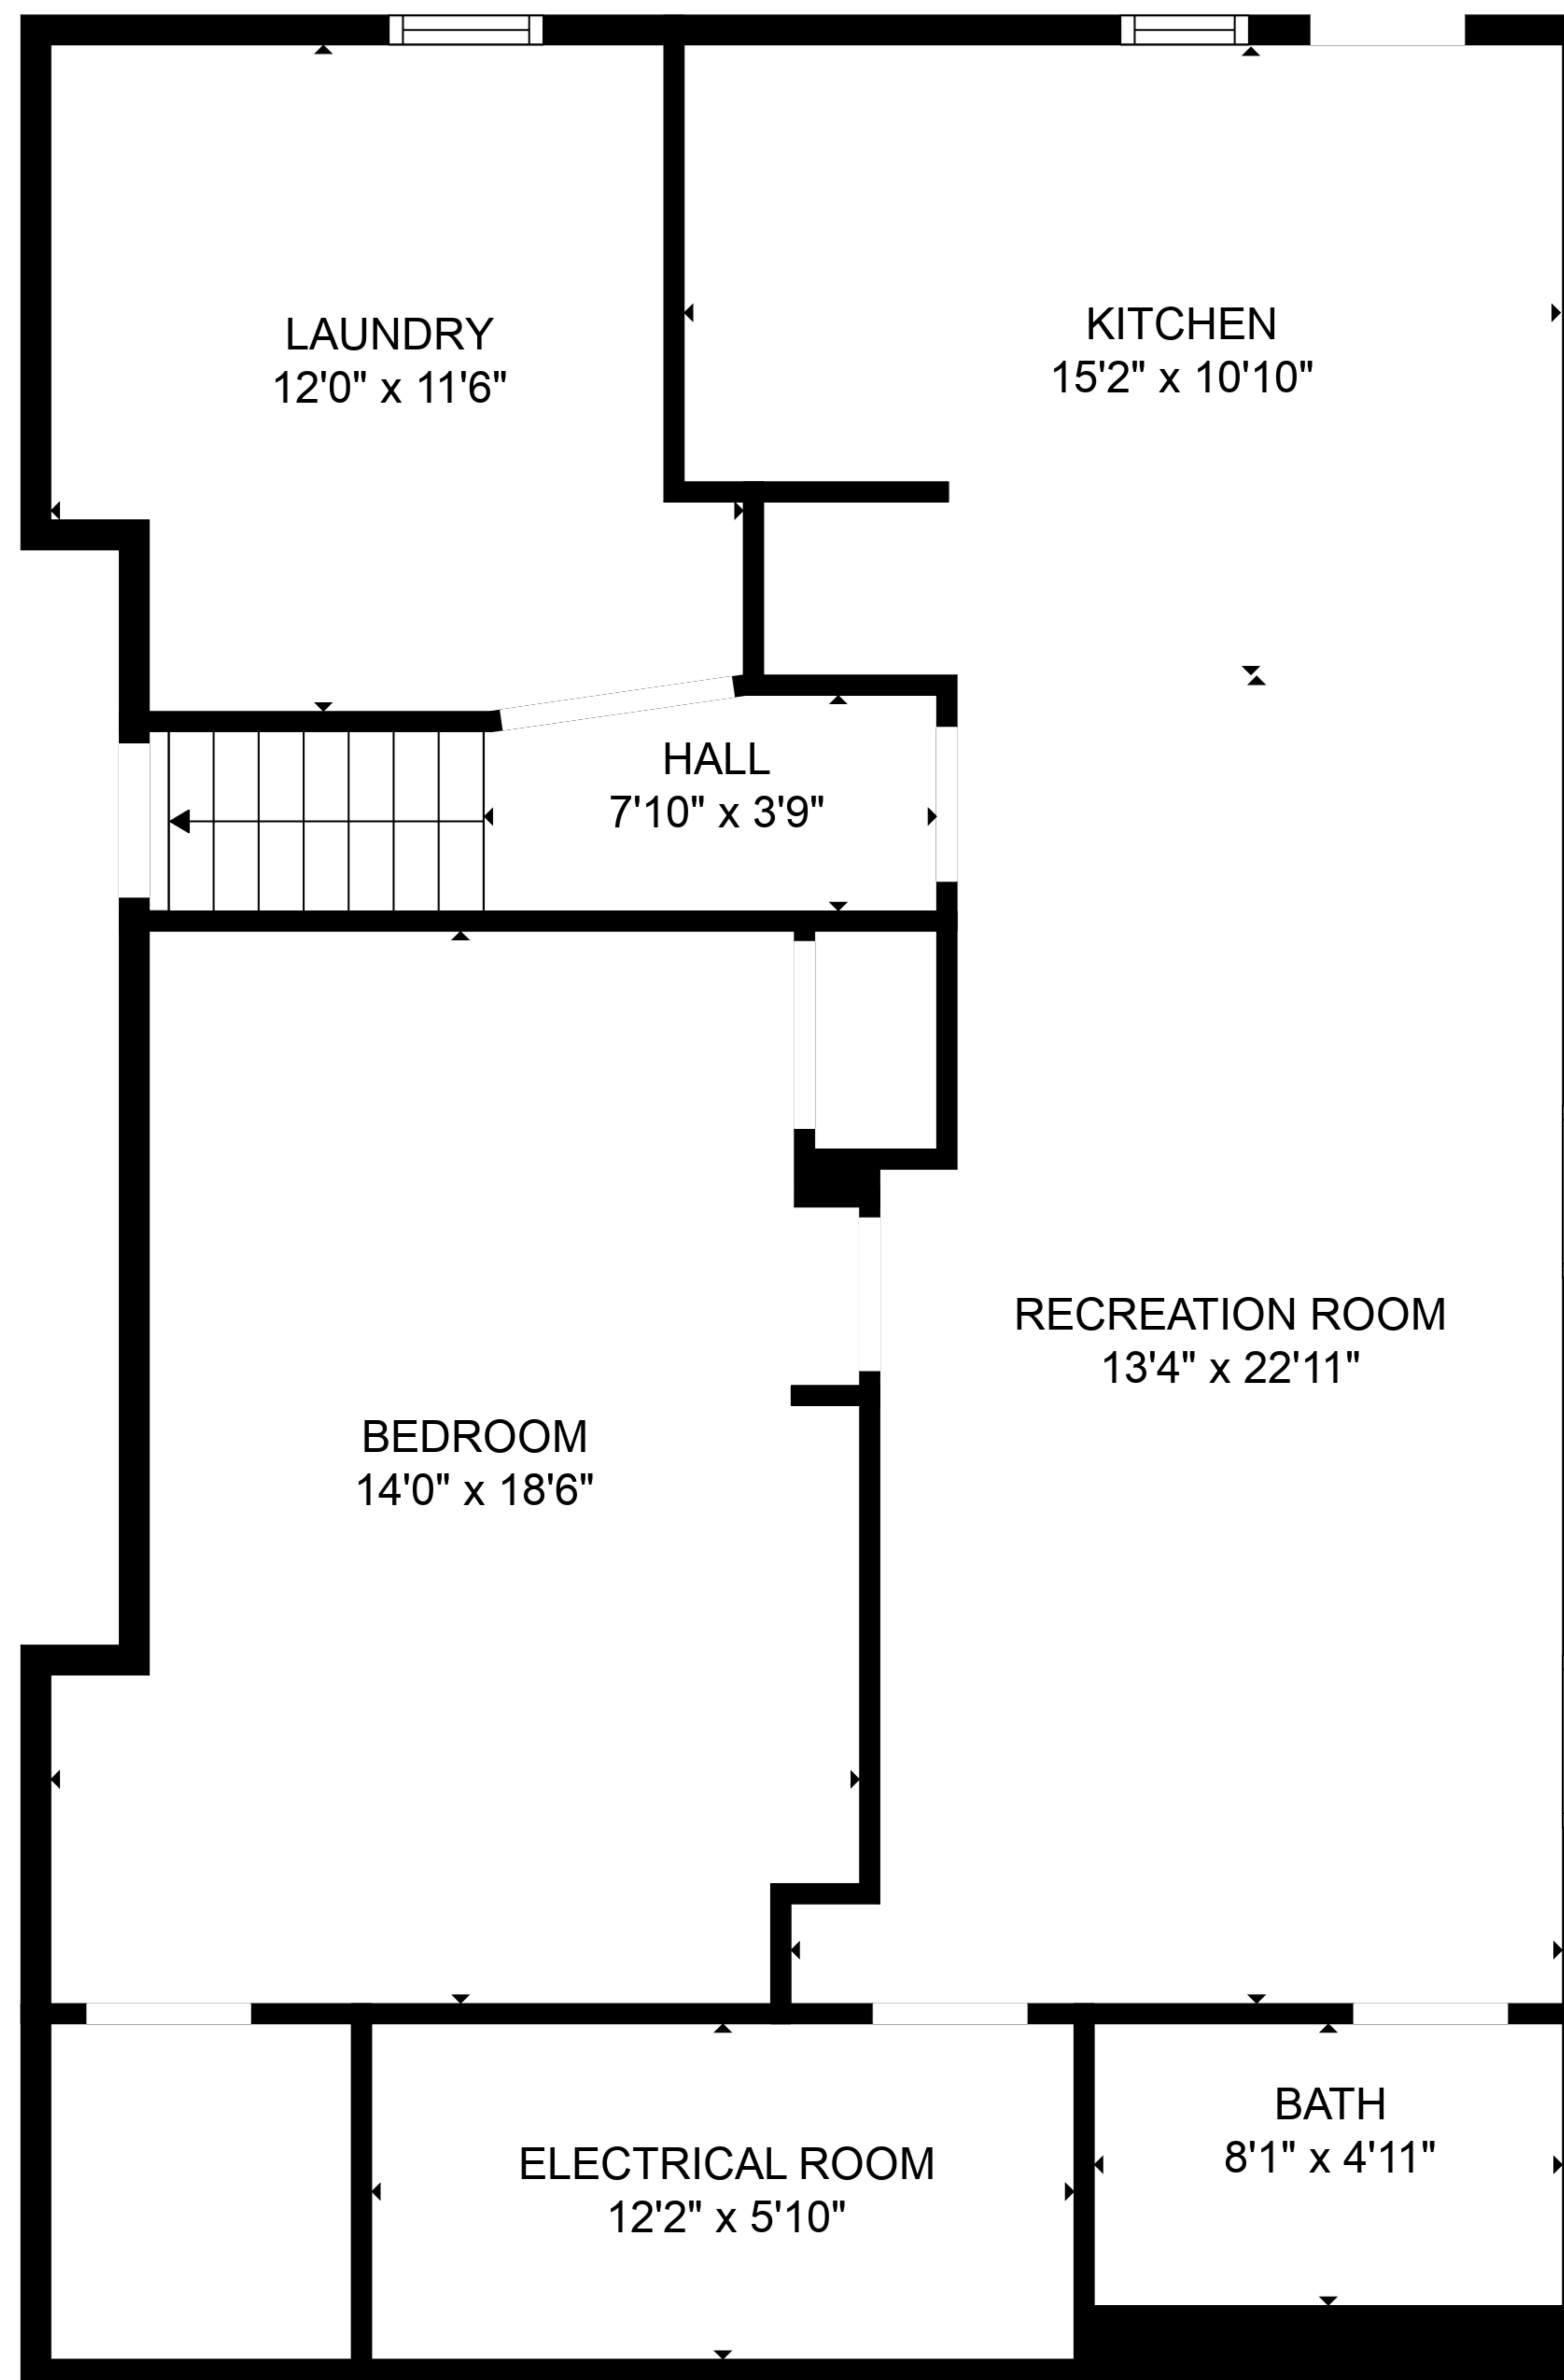 LAUNDRY
12'0" x 11'6"
KITCHEN
15'2" x 10'10"
HALL
7'10" x 3'9"
RECREATION ROOM
13'4" x 22'11"
BEDROOM
14'0" x 18'6"
BATH
8'1" x 4'11"
ELECTRICAL ROOM
12'2" x 5'10"